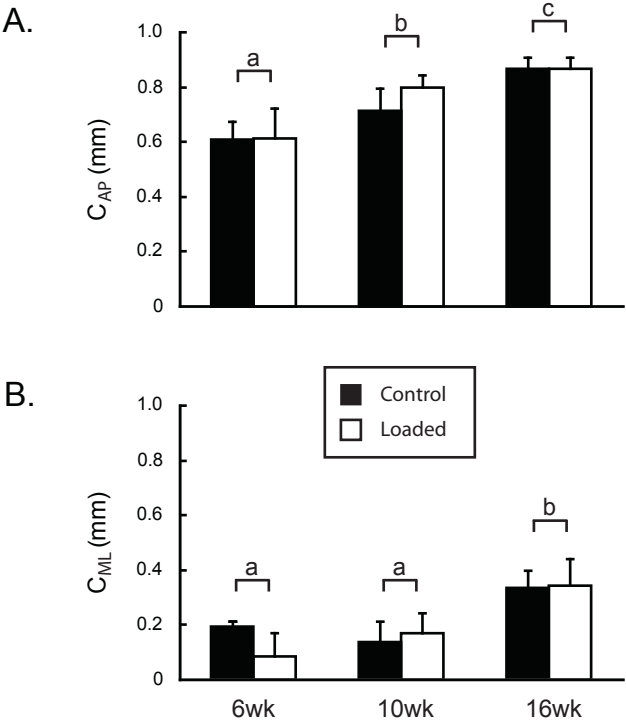 A.
a
b
c
1.0
0.8
0.6
0.4
0.2
0
C_AP (mm)
B.
Control
Loaded
a
a
b
1.0
0.8
0.6
0.4
0.2
0
C_ML (mm)
6wk 10wk 16wk